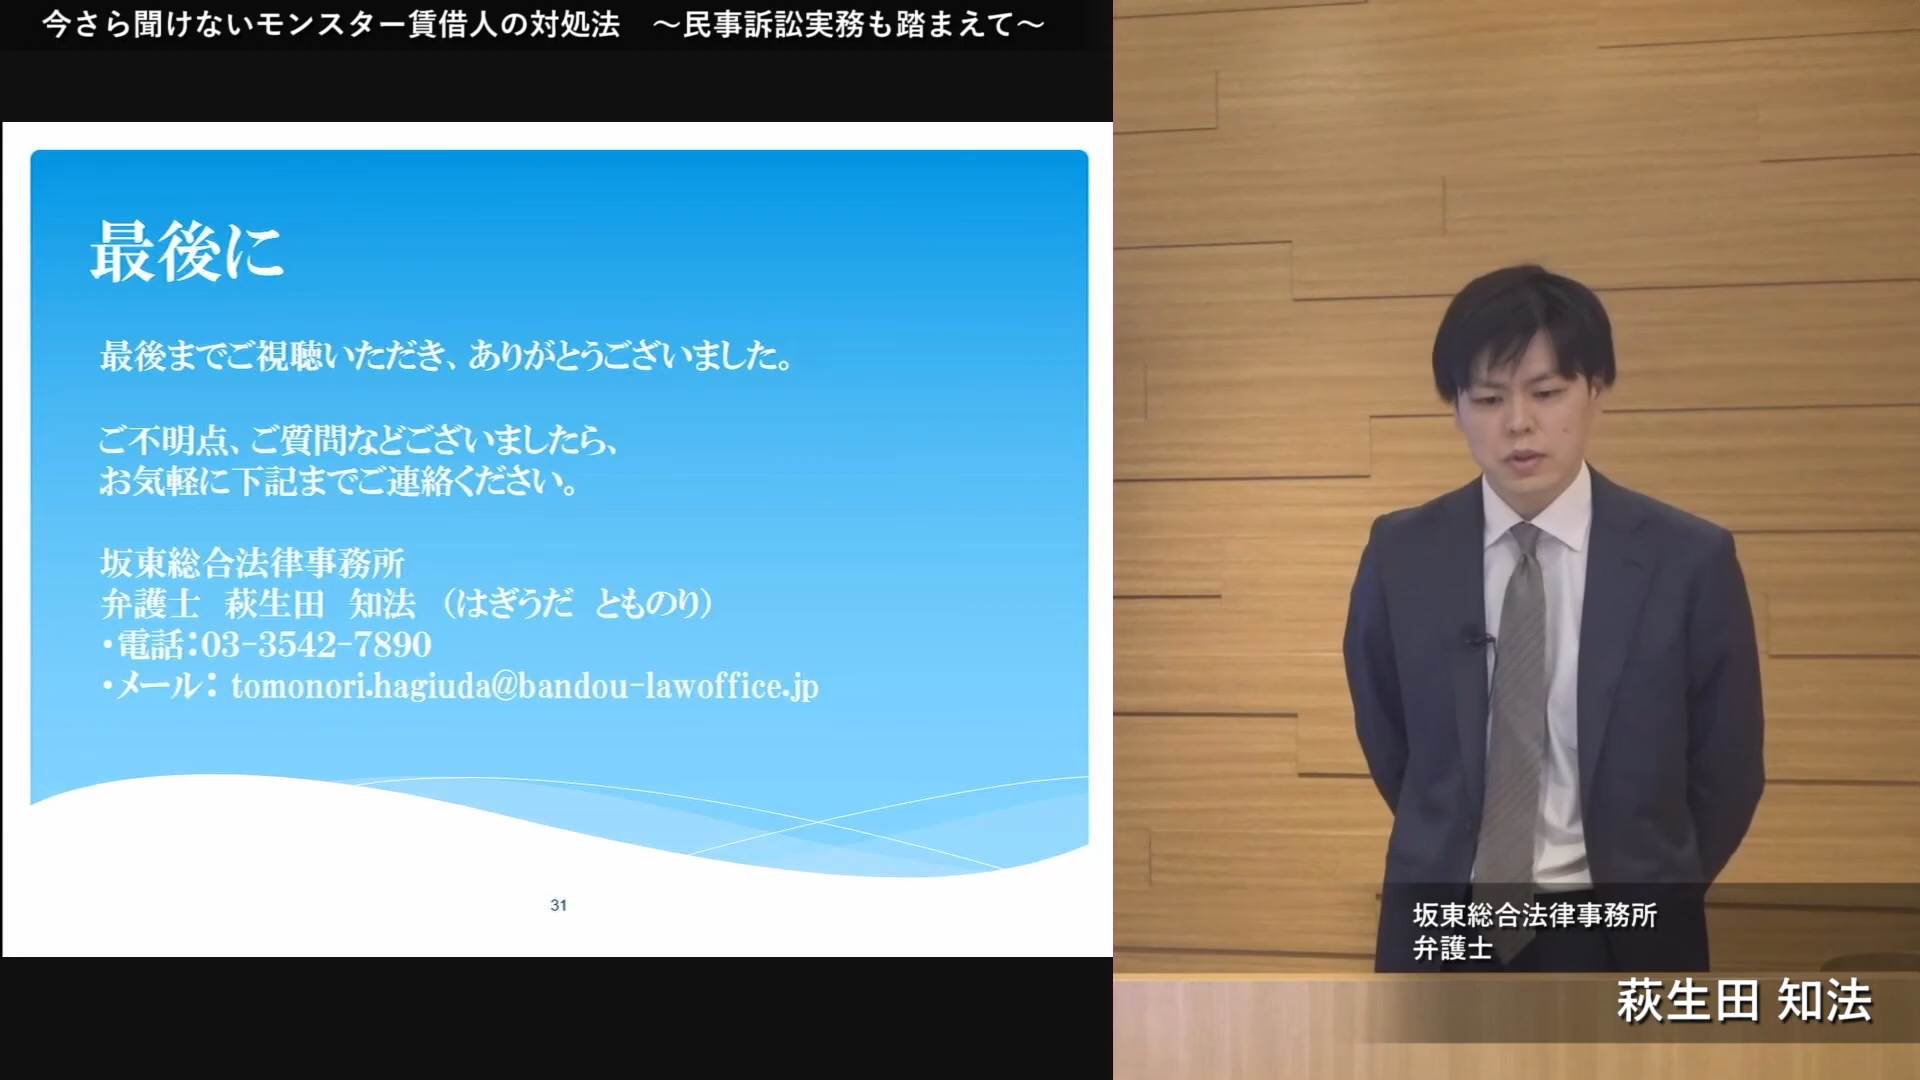 今さら聞けないモンスター賃借人の対処法　～民事訴訟実務も踏まえて～
最後に
最後までご視聴いただき、ありがとうございました。
ご不明点、ご質問などございましたら、
お気軽に下記までご連絡ください。
坂東総合法律事務所
弁護士　萩生田　知法　（はぎうだ　とものり）
・電話：03-3542-7890
・メール： tomonori.hagiuda@bandou-lawoffice.jp
31
坂東総合法律事務所
弁護士
萩生田 知法